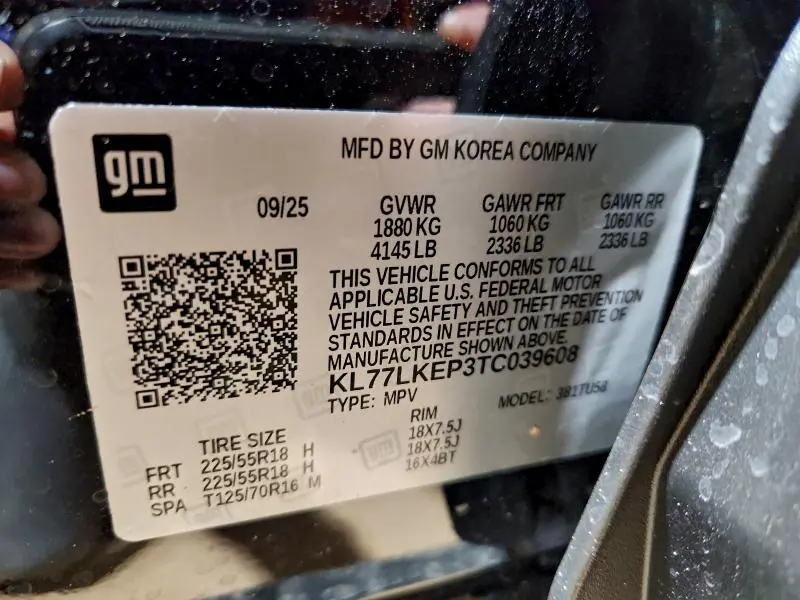 gm
MFD BY GM KOREA COMPANY
09/25 GVWR GAWR FRT GAWR RR
1880 KG 1060 KG 1060 KG
4145 LB 2336 LB 2336 LB
THIS VEHICLE CONFORMS TO ALL
APPLICABLE U.S. FEDERAL MOTOR
VEHICLE SAFETY AND THEFT PREVENTION
STANDARDS IN EFFECT ON THE DATE OF
MANUFACTURE SHOWN ABOVE.
KL77LKEP3TC039608
TYPE: MPV MODEL: 381TU58
TIRE SIZE RIM
FRT 225/55R18 H 18X7.5J
RR 225/55R18 H 18X7.5J
SPA T125/70R16 M 16X4BT